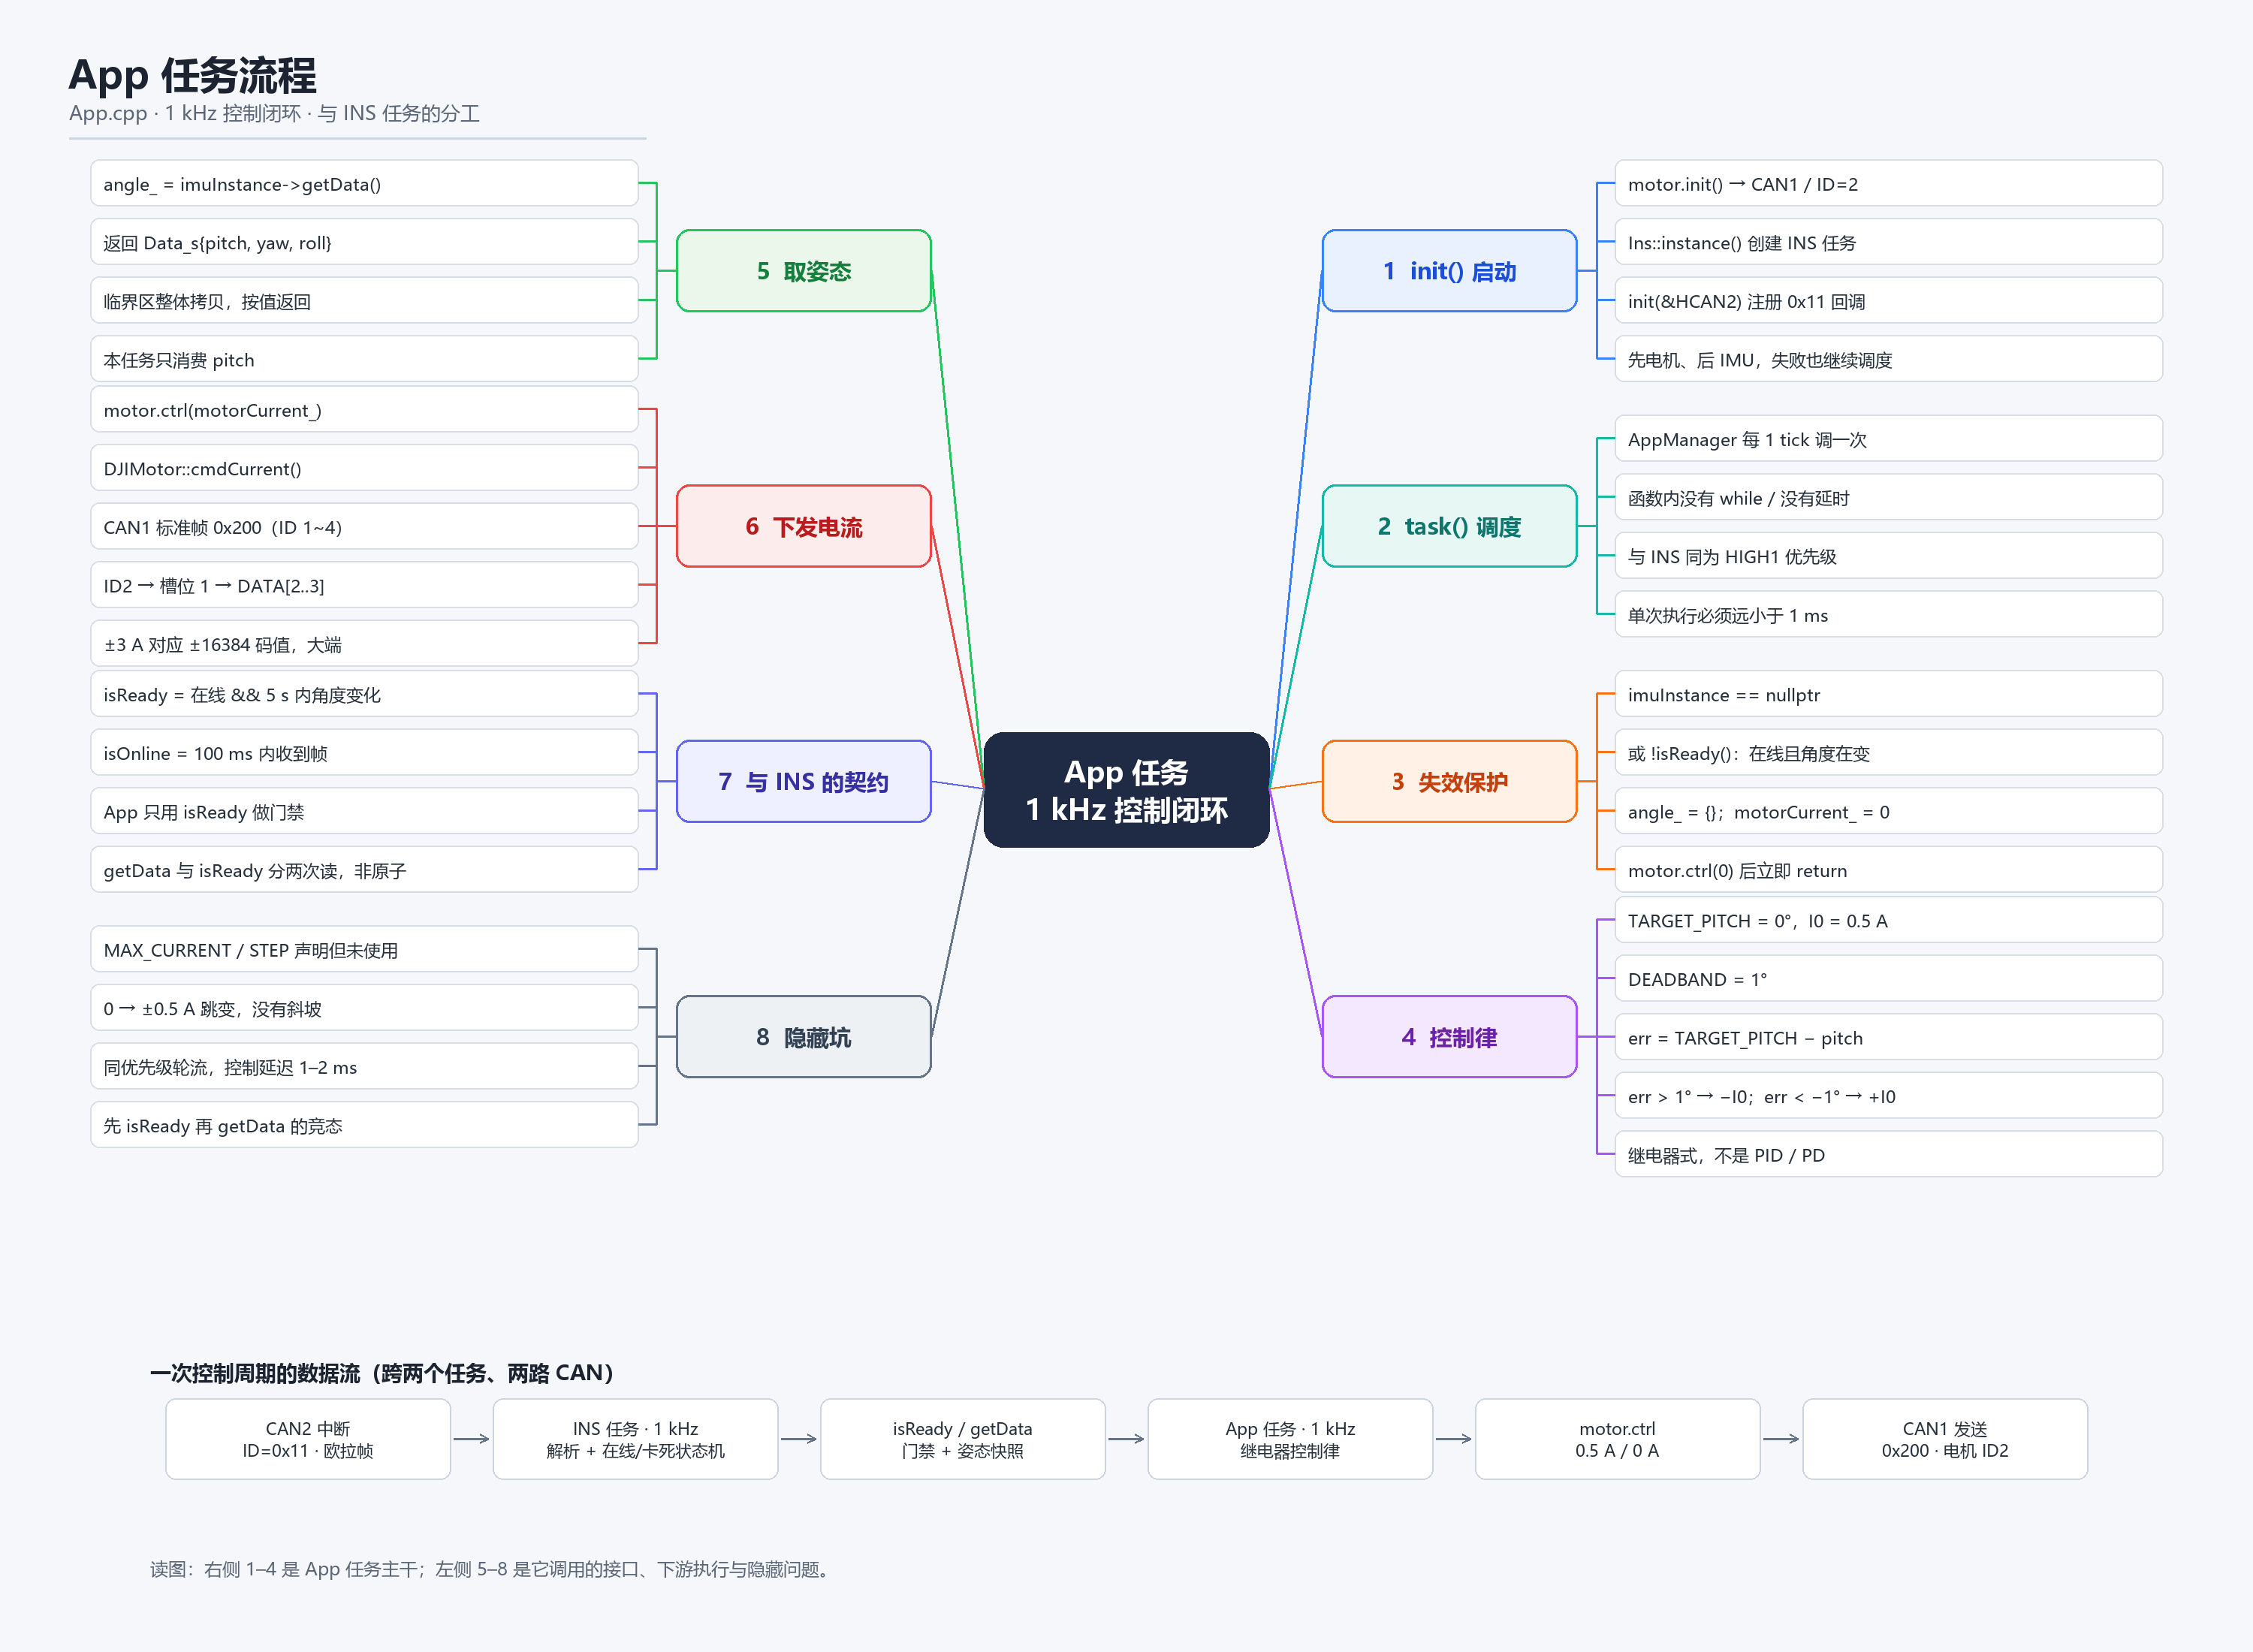 App 任务流程
App.cpp · 1 kHz 控制闭环 · 与 INS 任务的分工
angle_ = imuInstance->getData()
返回 Data_s{pitch, yaw, roll}
临界区整体拷贝，按值返回
本任务只消费 pitch
5 取姿态
motor.ctrl(motorCurrent_)
DJIMotor::cmdCurrent()
CAN1 标准帧 0x200（ID 1~4）
ID2 → 槽位 1 → DATA[2..3]
±3 A 对应 ±16384 码值，大端
6 下发电流
isReady = 在线 && 5 s 内角度变化
isOnline = 100 ms 内收到帧
App 只用 isReady 做门禁
getData 与 isReady 分两次读，非原子
7 与 INS 的契约
MAX_CURRENT / STEP 声明但未使用
0 → ±0.5 A 跳变，没有斜坡
同优先级轮流，控制延迟 1–2 ms
先 isReady 再 getData 的竞态
8 隐藏坑
App 任务
1 kHz 控制闭环
1 init() 启动
motor.init() → CAN1 / ID=2
Ins::instance() 创建 INS 任务
init(&HCAN2) 注册 0x11 回调
先电机、后 IMU，失败也继续调度
2 task() 调度
AppManager 每 1 tick 调一次
函数内没有 while / 没有延时
与 INS 同为 HIGH1 优先级
单次执行必须远小于 1 ms
3 失效保护
imuInstance == nullptr
或 !isReady()：在线且角度在变
angle_ = {}；motorCurrent_ = 0
motor.ctrl(0) 后立即 return
4 控制律
TARGET_PITCH = 0°，I0 = 0.5 A
DEADBAND = 1°
err = TARGET_PITCH − pitch
err > 1° → −I0；err < −1° → +I0
继电器式，不是 PID / PD
一次控制周期的数据流（跨两个任务、两路 CAN）
CAN2 中断
ID=0x11 · 欧拉帧
INS 任务 · 1 kHz
解析 + 在线/卡死状态机
isReady / getData
门禁 + 姿态快照
App 任务 · 1 kHz
继电器控制律
motor.ctrl
0.5 A / 0 A
CAN1 发送
0x200 · 电机 ID2
读图：右侧 1–4 是 App 任务主干；左侧 5–8 是它调用的接口、下游执行与隐藏问题。